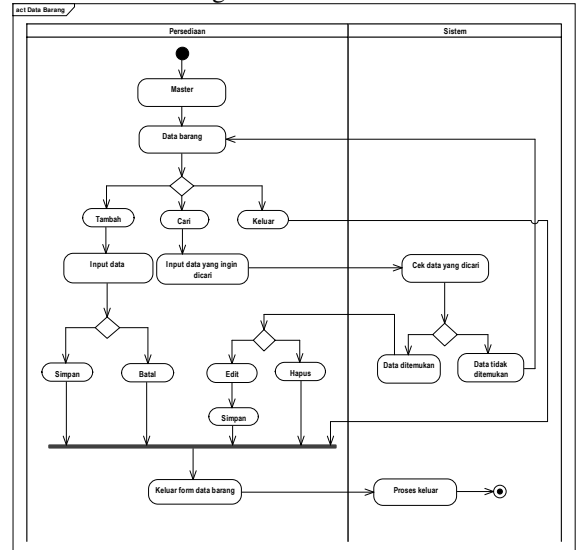 act Data Barang
Persediaan
Sistem
Master
Data barang
Tambah
Cari
Keluar
Input data
Input data yang ingin
dicari
Cek data yang dicari
Data ditemukan
Data tidak
ditemukan
Simpan
Batal
Edit
Hapus
Simpan
Keluar form data barang
Proses keluar